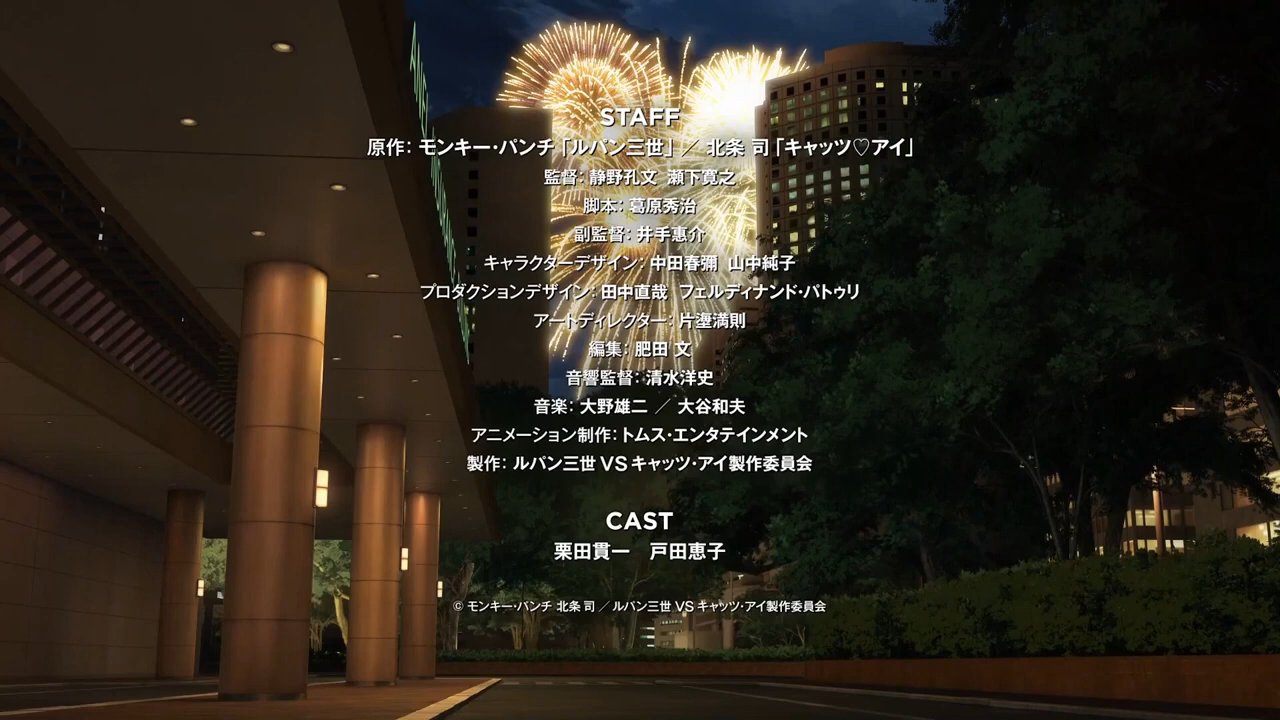 STAFF
原作: モンキー・パンチ「ルパン三世」／ 北条 司「キャッツ♡アイ」
監督: 静野孔文 瀬下寛之
脚本: 葛原秀治
副監督: 井手惠介
キャラクターデザイン: 中田春彌 山中純子
プロダクションデザイン: 田中直哉 フェルディナンド・パトゥリ
アートディレクター: 片塰満則
編集: 肥田 文
音響監督: 清水洋史
音楽: 大野雄二 ／ 大谷和夫
アニメーション制作: トムス・エンタテインメント
製作: ルパン三世 VS キャッツ・アイ製作委員会
CAST
栗田貫一 戸田恵子
© モンキー・パンチ 北条 司 ／ ルパン三世 VS キャッツ・アイ製作委員会